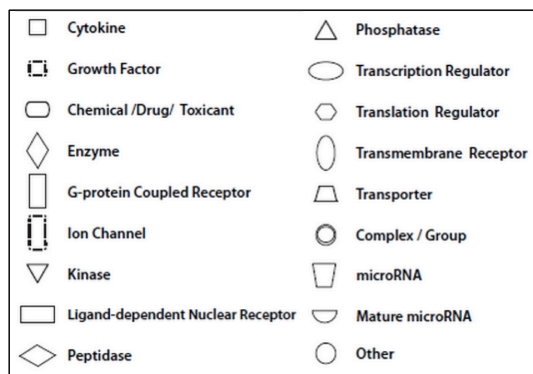 Cytokine
Growth Factor
Chemical /Drug/ Toxicant
Enzyme
G-protein Coupled Receptor
Ion Channel
Kinase
Ligand-dependent Nuclear Receptor
Peptidase
Phosphatase
Transcription Regulator
Translation Regulator
Transmembrane Receptor
Transporter
Complex / Group
microRNA
Mature microRNA
Other